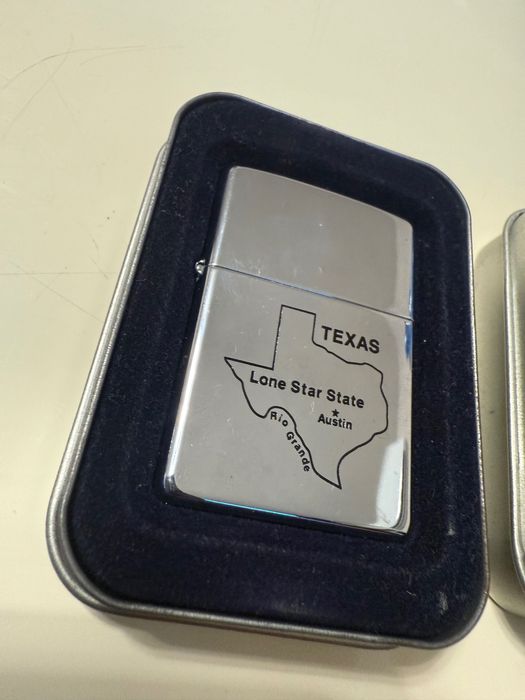 TEXAS
Lone Star State
Austin
Rio Grande